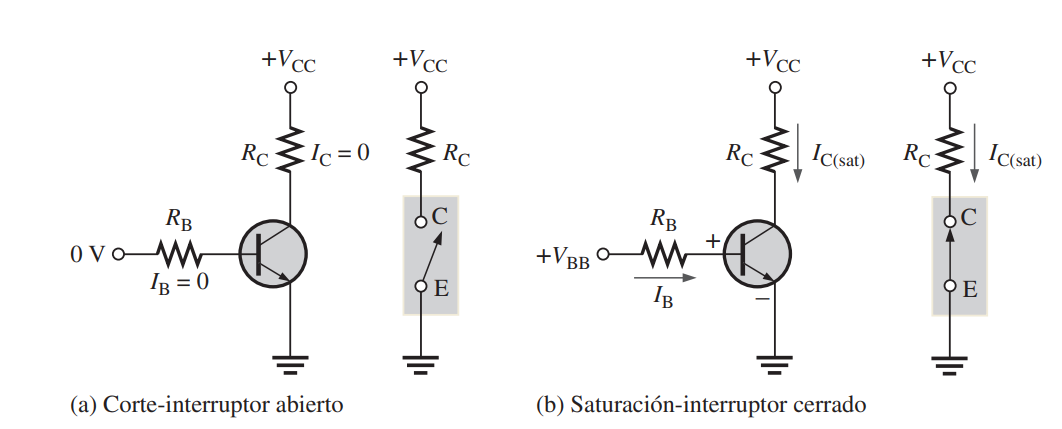 +VCC
+VCC
RC
IC = 0
RC
RB
0 V
IB = 0
C
E
(a) Corte-interruptor abierto
+VCC
+VCC
RC
IC(sat)
RC
IC(sat)
RB
+VBB
IB
+
–
C
E
(b) Saturación-interruptor cerrado